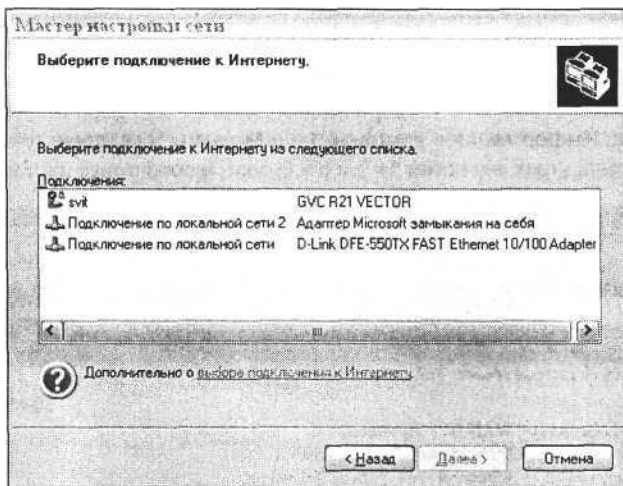 Мастер настройки сети
Выберите подключение к Интернету.
Выберите подключение к Интернету из следующего списка.
Подключения:
svit GVC R21 VECTOR
Подключение по локальной сети 2 Адаптер Microsoft замыкания на себя
Подключение по локальной сети D-Link DFE-550TX FAST Ethernet 10/100 Adapter
Дополнительно о выборе подключения к Интернету.
< Назад Далее > Отмена